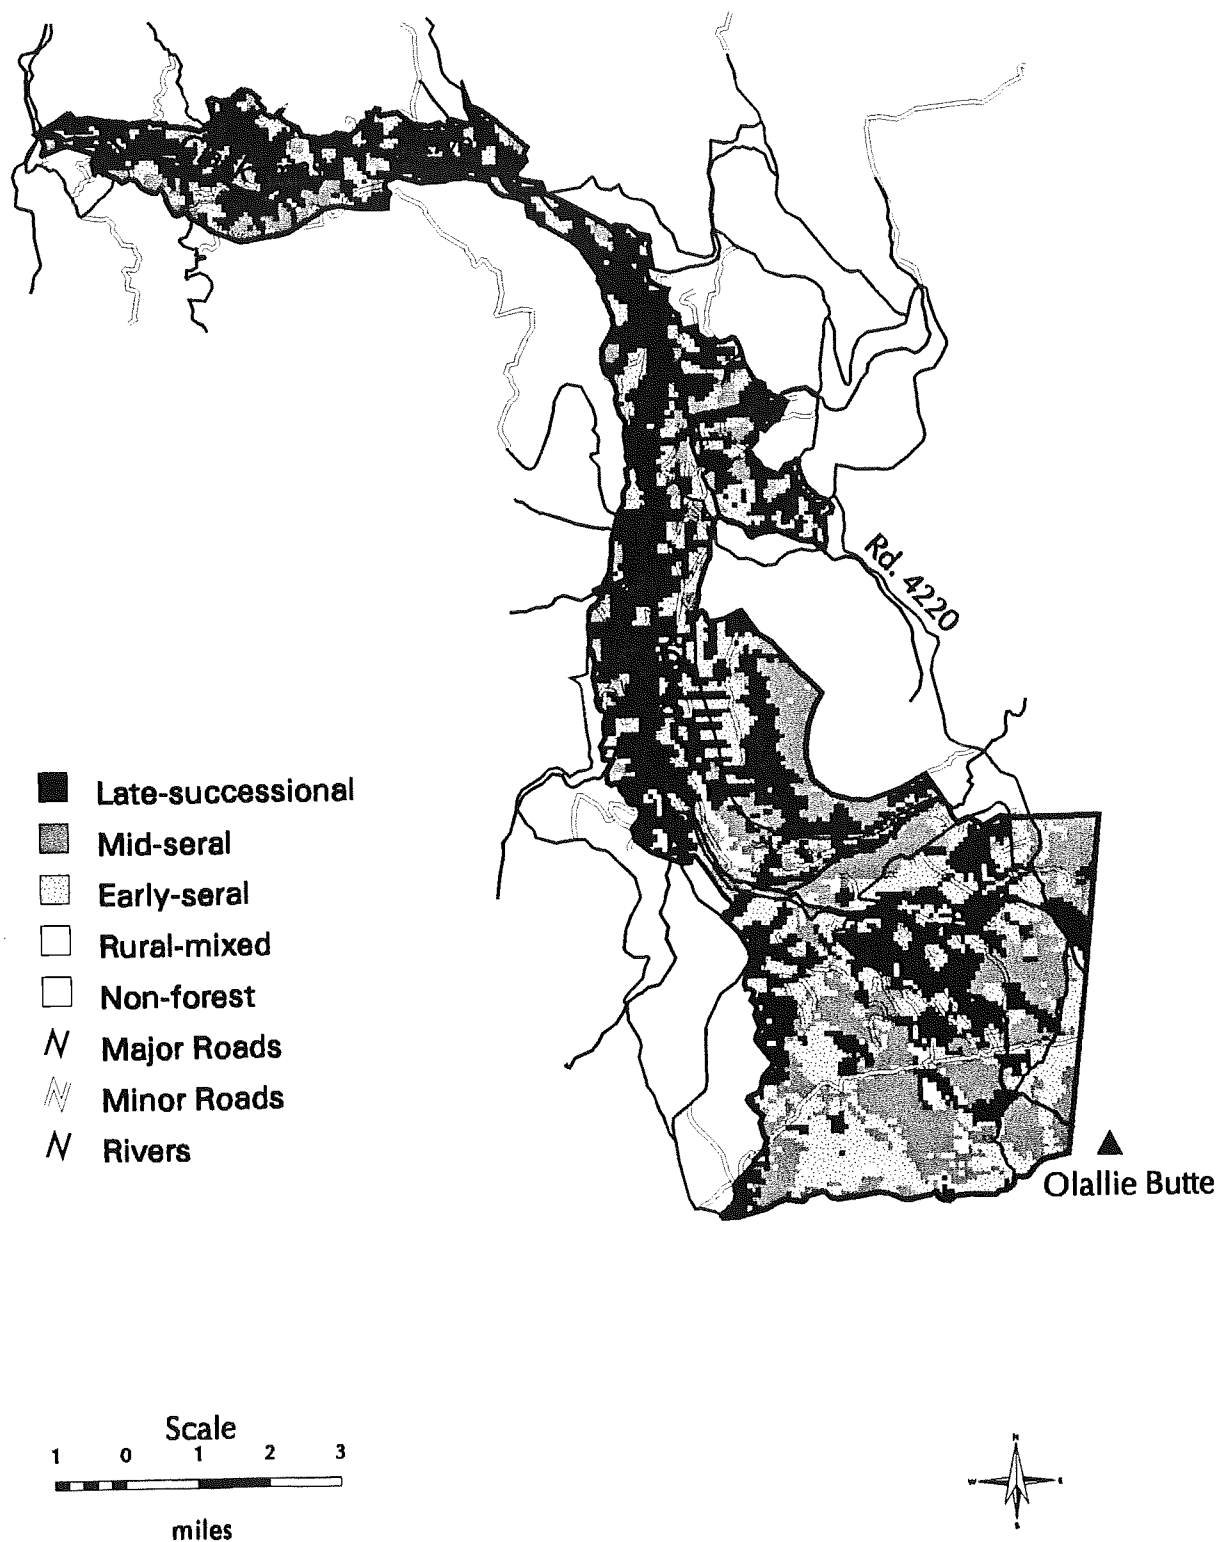 Rd. 4220
Late-successional
Mid-seral
Early-seral
Rural-mixed
Non-forest
N Major Roads
N Minor Roads
N Rivers
Olallie Butte
Scale
1 0 1 2 3
miles
N
W E
S